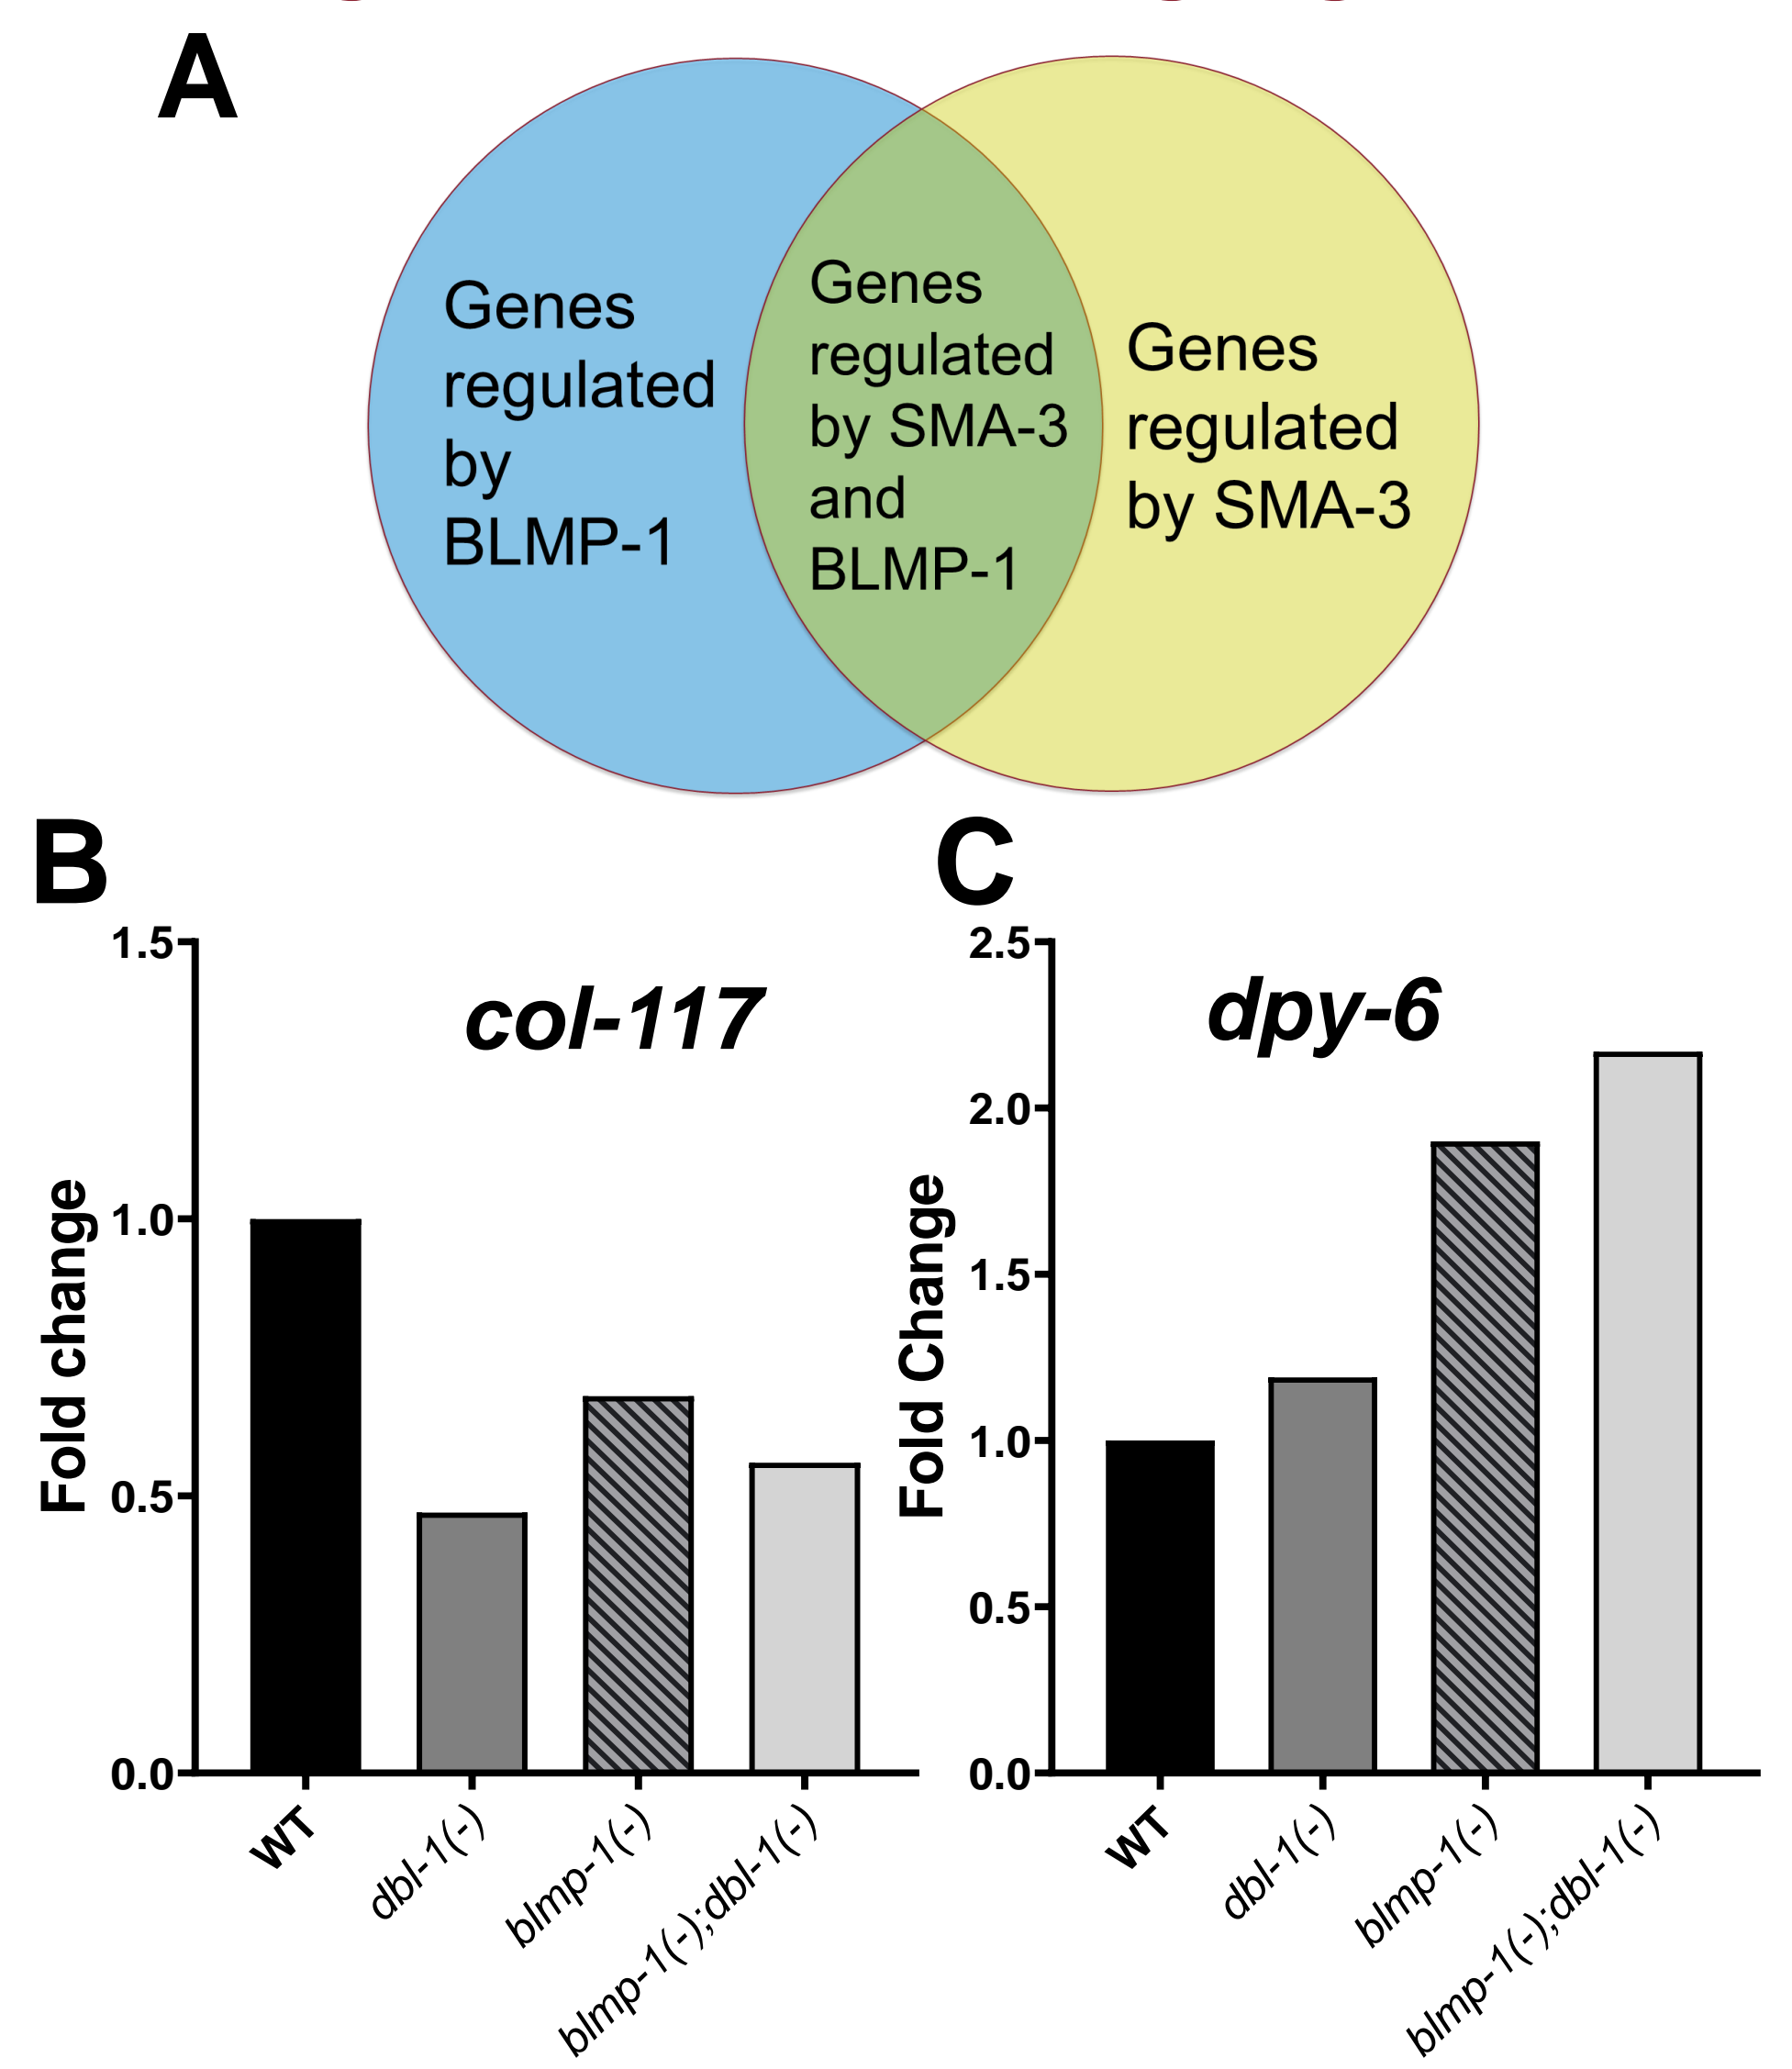 A
Genes
regulated
by
BLMP-1
Genes
regulated
by SMA-3
and
BLMP-1
Genes
regulated
by SMA-3
B
col-117
Fold change
1.5
1.0
0.5
0.0
WT
dbl-1(-)
blmp-1(-)
blmp-1(-);dbl-1(-)
C
dpy-6
Fold Change
2.5
2.0
1.5
1.0
0.5
0.0
WT
dbl-1(-)
blmp-1(-)
blmp-1(-);dbl-1(-)